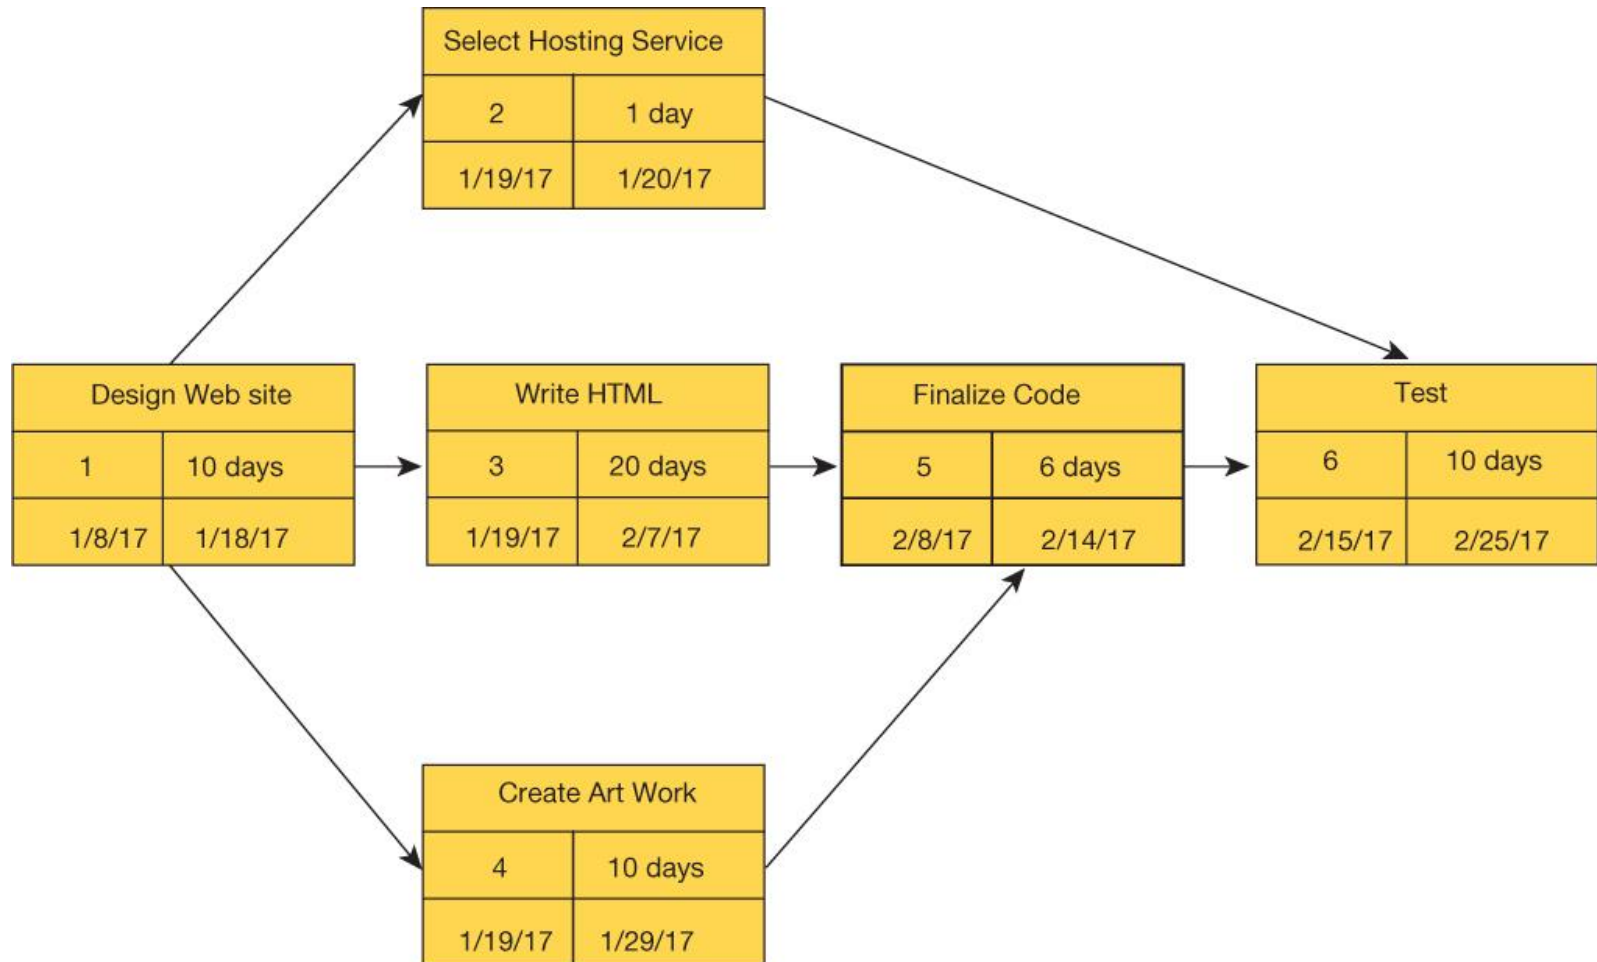 Select Hosting Service
2 1 day
1/19/17 1/20/17
Design Web site
1 10 days
1/8/17 1/18/17
Write HTML
3 20 days
1/19/17 2/7/17
Finalize Code
5 6 days
2/8/17 2/14/17
Test
6 10 days
2/15/17 2/25/17
Create Art Work
4 10 days
1/19/17 1/29/17